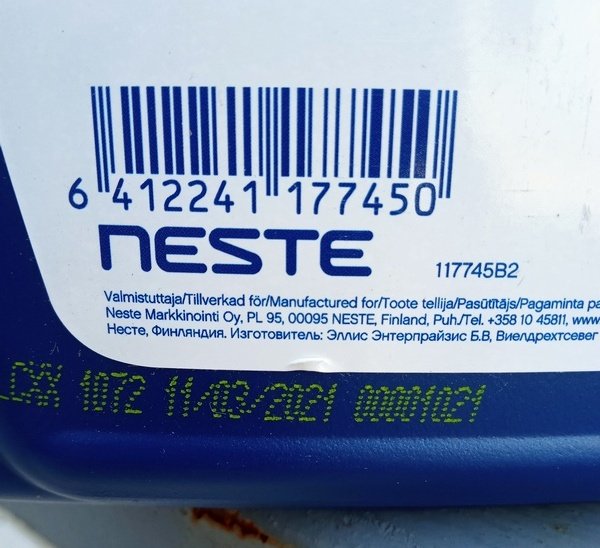 6 412241 177450
NESTE 117745B2
Valmistuttaja/Tillverkad för/Manufactured for/Toote tellija/Pasūtītājs/Pagaminta pa
Neste Markkinointi Oy, PL 95, 00095 NESTE, Finland, Puh./Tel. +358 10 45811, www
Несте, Финляндия. Изготовитель: Эллис Энтерпрайзис Б.В, Виелдрехтсевег
1072 11/03/2021 00001021